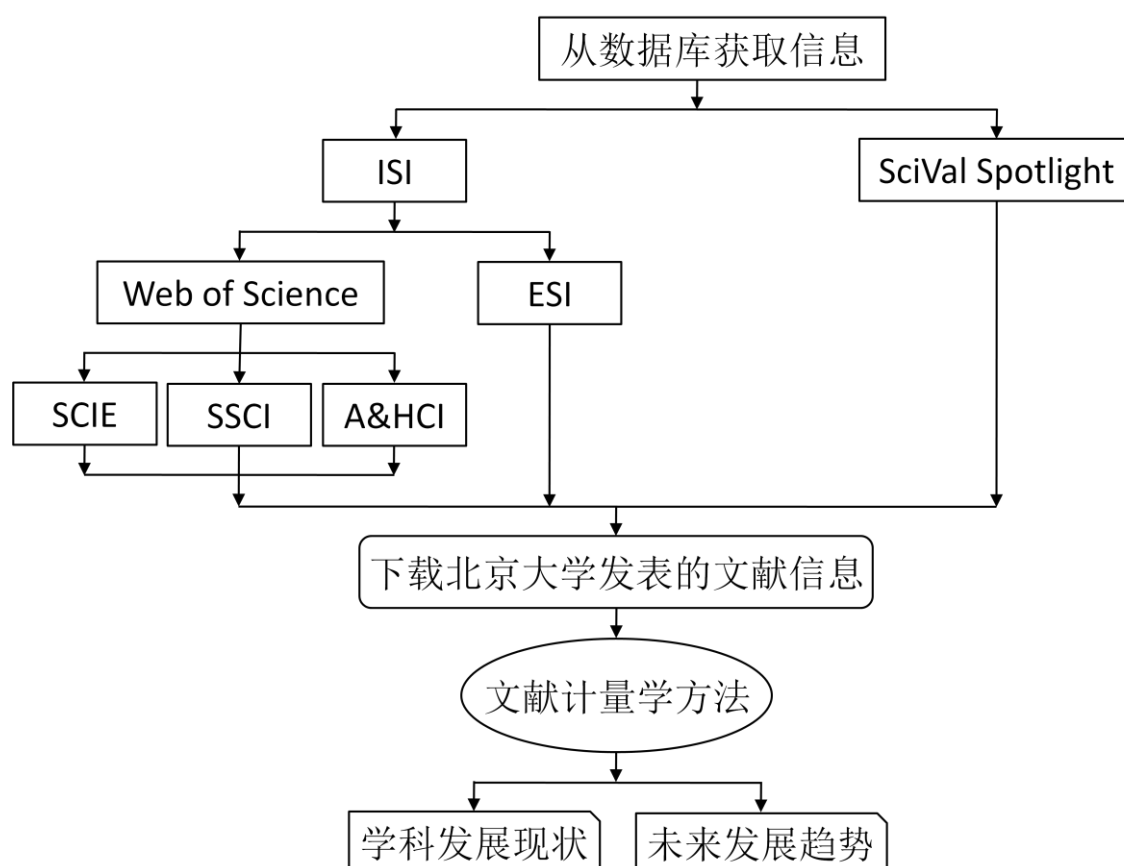 从数据库获取信息
ISI
SciVal Spotlight
Web of Science
ESI
SCIE
SSCI
A&HCI
下载北京大学发表的文献信息
文献计量学方法
学科发展现状
未来发展趋势